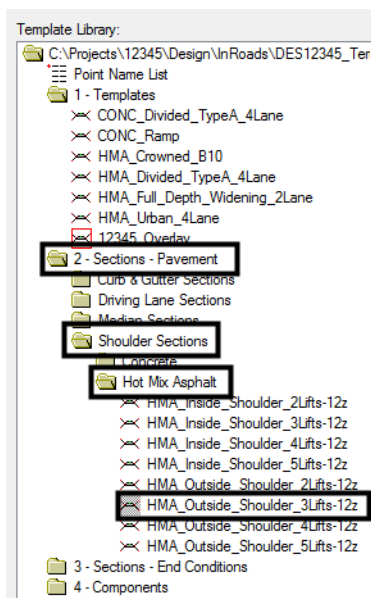 Template Library:
C:\Projects\12345\Design\InRoads\DES12345_Ter
Point Name List
1 - Templates
CONC_Divided_TypeA_4Lane
CONC_Ramp
HMA_Crowned_B10
HMA_Divided_TypeA_4Lane
HMA_Full_Depth_Widening_2Lane
HMA_Urban_4Lane
12345_Overlay
2 - Sections - Pavement
Curb & Gutter Sections
Driving Lane Sections
Median Sections
Shoulder Sections
Concrete
Hot Mix Asphalt
HMA_Inside_Shoulder_2Lifts-12z
HMA_Inside_Shoulder_3Lifts-12z
HMA_Inside_Shoulder_4Lifts-12z
HMA_Inside_Shoulder_5Lifts-12z
HMA_Outside_Shoulder_2Lifts-12z
HMA_Outside_Shoulder_3Lifts-12z
HMA_Outside_Shoulder_4Lifts-12z
HMA_Outside_Shoulder_5Lifts-12z
3 - Sections - End Conditions
4 - Components